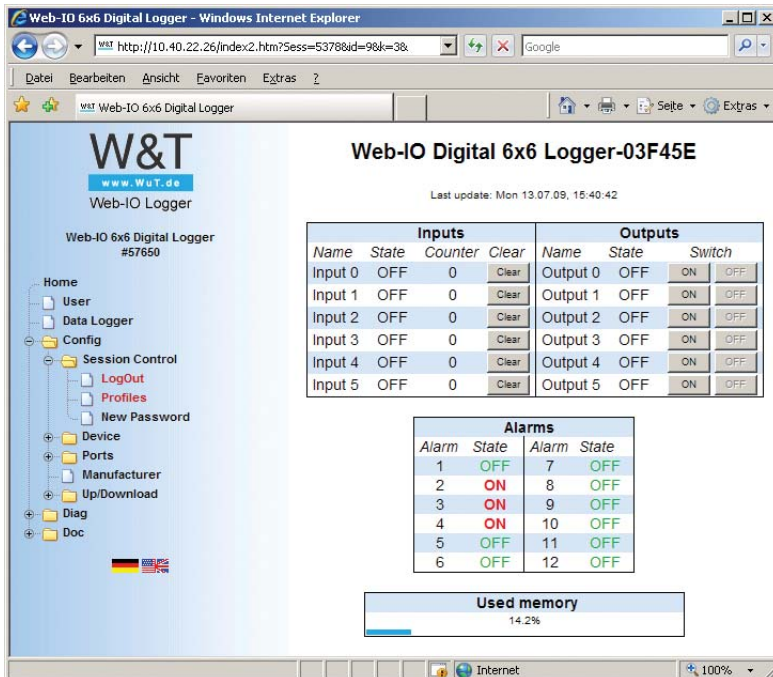 Web-IO 6x6 Digital Logger - Windows Internet Explorer
W&T http://10.40.22.26/index2.htm?Sess=5378&id=9&k=3&
Google
Datei Bearbeiten Ansicht Favoriten Extras ?
W&T Web-IO 6x6 Digital Logger
Seite Extras
W&T
www.WuT.de
Web-IO Logger
Web-IO 6x6 Digital Logger
#57650
Home
User
Data Logger
Config
Session Control
LogOut
Profiles
New Password
Device
Ports
Manufacturer
Up/Download
Diag
Doc
Web-IO Digital 6x6 Logger-03F45E
Last update: Mon 13.07.09, 15:40:42
Inputs Outputs
Name State Counter Clear Name State Switch
Input 0 OFF 0 Clear Output 0 OFF ON OFF
Input 1 OFF 0 Clear Output 1 OFF ON OFF
Input 2 OFF 0 Clear Output 2 OFF ON OFF
Input 3 OFF 0 Clear Output 3 OFF ON OFF
Input 4 OFF 0 Clear Output 4 OFF ON OFF
Input 5 OFF 0 Clear Output 5 OFF ON OFF
Alarms
Alarm State Alarm State
1 OFF 7 OFF
2 ON 8 OFF
3 ON 9 OFF
4 ON 10 OFF
5 OFF 11 OFF
6 OFF 12 OFF
Used memory
14.2%
Internet 100%